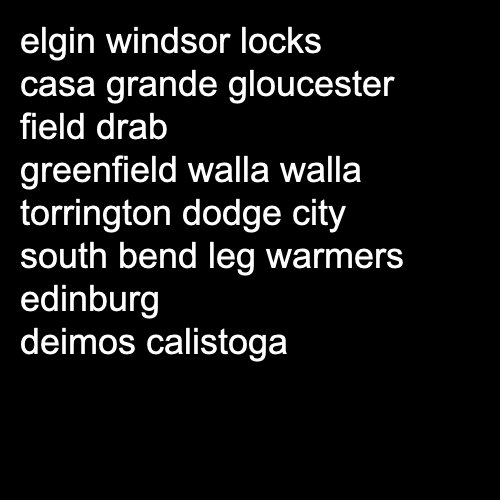 elgin windsor locks
casa grande gloucester
field drab
greenfield walla walla
torrington dodge city
south bend leg warmers
edinburg
deimos calistoga